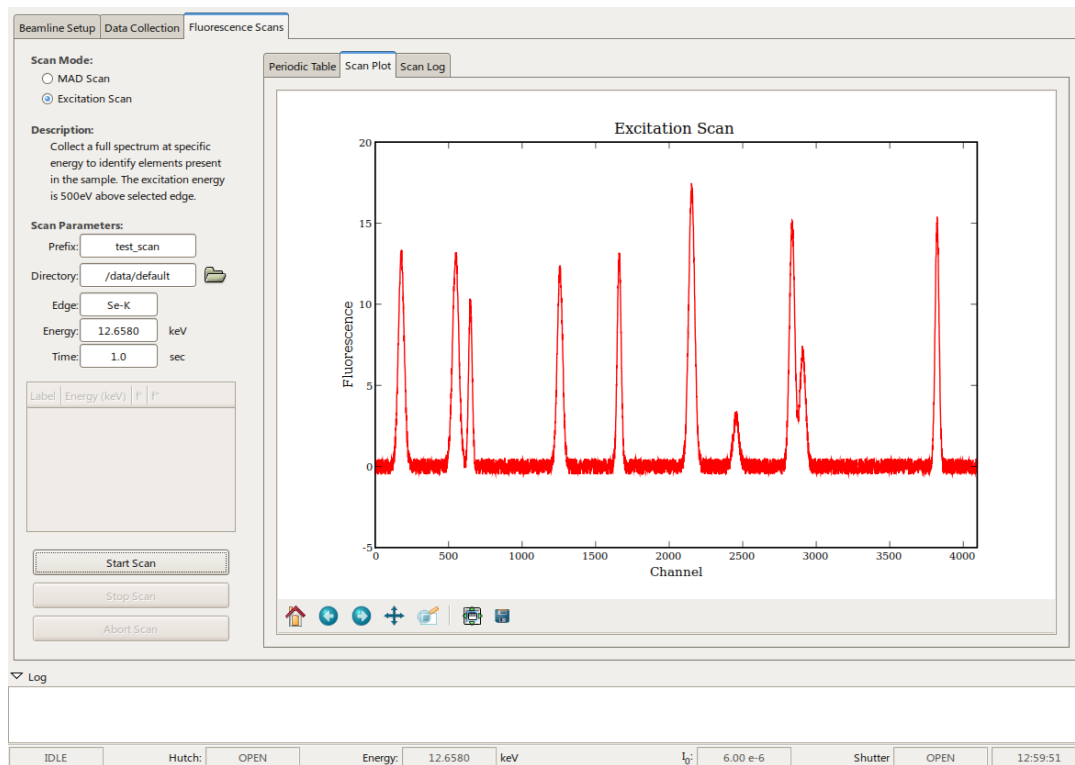 Beamline Setup Data Collection Fluorescence Scans
Scan Mode:
MAD Scan
Excitation Scan
Description:
Collect a full spectrum at specific
energy to identify elements present
in the sample. The excitation energy
is 500eV above selected edge.
Scan Parameters:
Prefix: test_scan
Directory: /data/default
Edge: Se-K
Energy: 12.6580 keV
Time: 1.0 sec
Label Energy (keV) f' f"
Start Scan
Stop Scan
Abort Scan
Periodic Table Scan Plot Scan Log
Excitation Scan
20
15
10
5
0
-5
Fluorescence
0 500 1000 1500 2000 2500 3000 3500 4000
Channel
Log
IDLE Hutch: OPEN Energy: 12.6580 keV I0: 6.00 e-6 Shutter OPEN 12:59:51